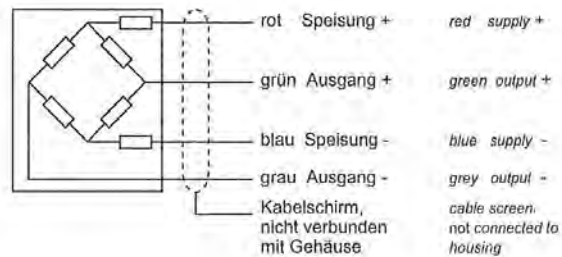 rot Speisung + red supply +
grün Ausgang + green output +
blau Speisung - blue supply -
grau Ausgang - grey output -
Kabelschirm, cable screen,
nicht verbunden not connected to
mit Gehäuse housing